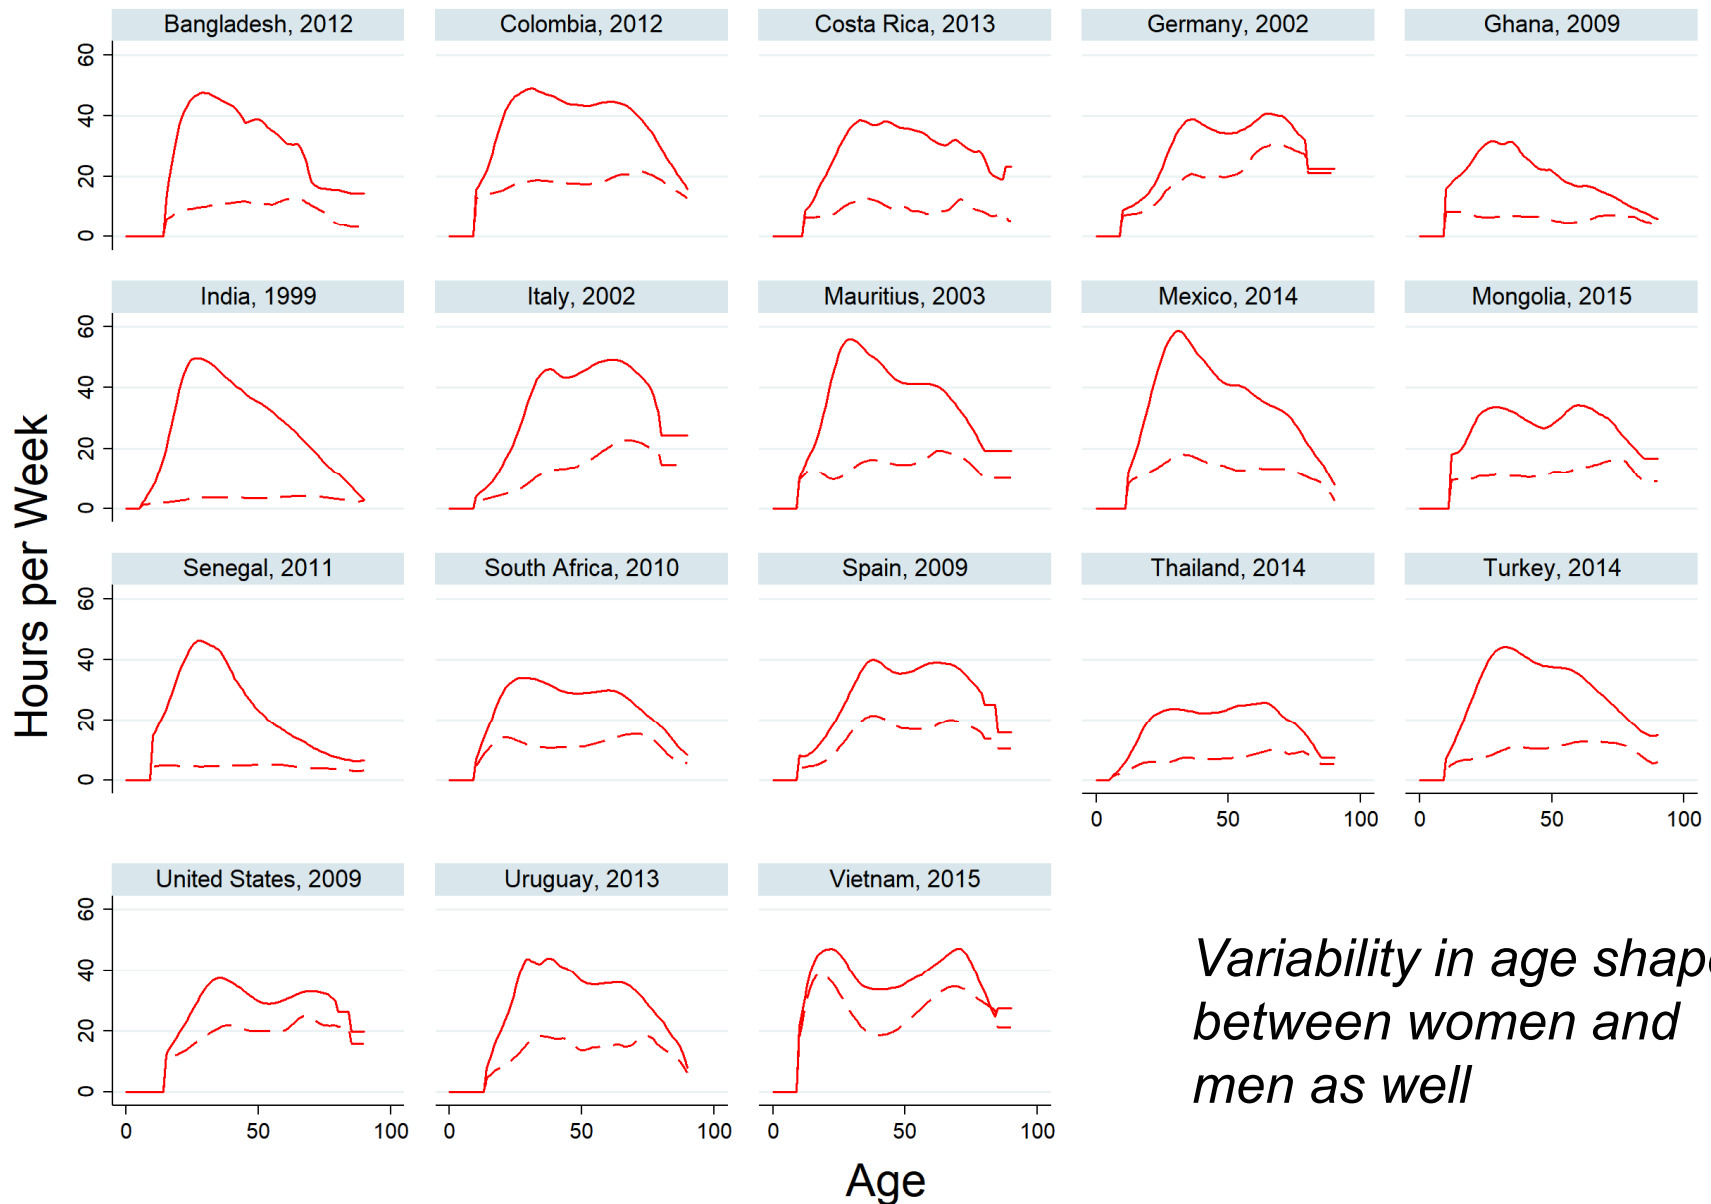 Bangladesh, 2012
Colombia, 2012
Costa Rica, 2013
Germany, 2002
Ghana, 2009
60
40
20
0
India, 1999
Italy, 2002
Mauritius, 2003
Mexico, 2014
Mongolia, 2015
60
40
20
0
Senegal, 2011
South Africa, 2010
Spain, 2009
Thailand, 2014
Turkey, 2014
60
40
20
0
0 50 100
0 50 100
United States, 2009
Uruguay, 2013
Vietnam, 2015
60
40
20
0
0 50 100
0 50 100
0 50 100
Hours per Week
Age
Variability in age shape
between women and
men as well